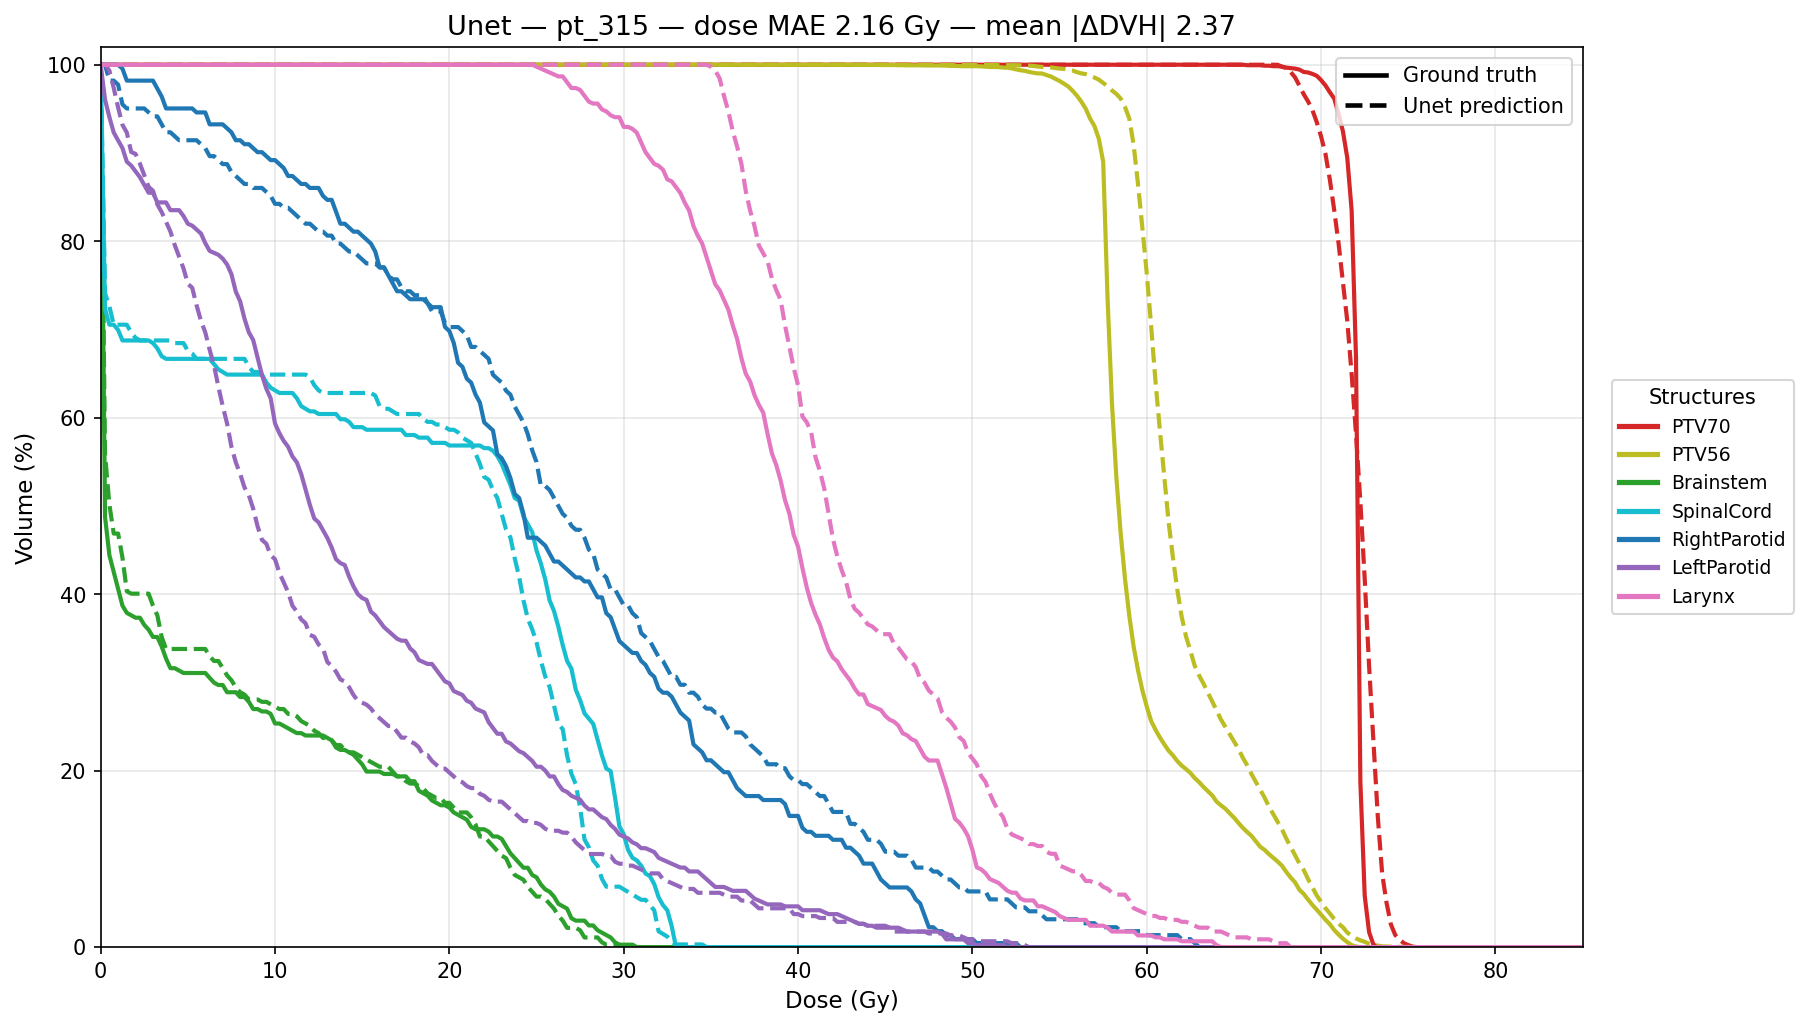 Unet — pt_315 — dose MAE 2.16 Gy — mean |ΔDVH| 2.37
Ground truth
Unet prediction
100
80
60
40
20
0
Volume (%)
0 10 20 30 40 50 60 70 80
Dose (Gy)
Structures
PTV70
PTV56
Brainstem
SpinalCord
RightParotid
LeftParotid
Larynx